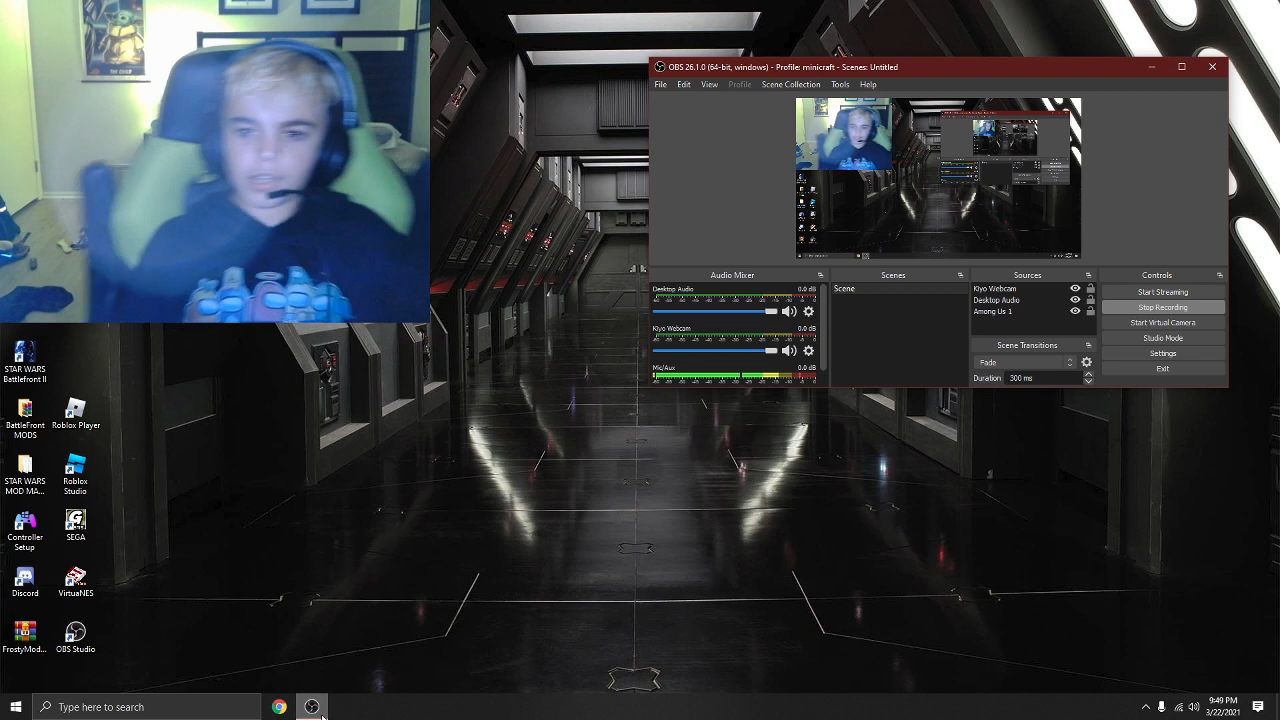 THE CHILD
OBS 26.1.0 (64-bit, windows) - Profile: minicraft - Scenes: Untitled
File Edit View Profile Scene Collection Tools Help
Audio Mixer
Scenes
Sources
Controls
Desktop Audio 0.0 dB
Kiyo Webcam 0.0 dB
Mic/Aux 0.0 dB
Scene
Kiyo Webcam
Desktop Audio
Among Us 1
Scene Transitions
Fade
Duration 300 ms
Start Streaming
Stop Recording
Start Virtual Camera
Studio Mode
Settings
Exit
STAR WARS
BattleFront MODS
Roblox Player
STAR WARS MOD MA...
Roblox Studio
Controller Setup
SEGA
Discord
VirtuaNES
FrostyMod...
OBS Studio
Type here to search
9:49 PM
3/22/2021